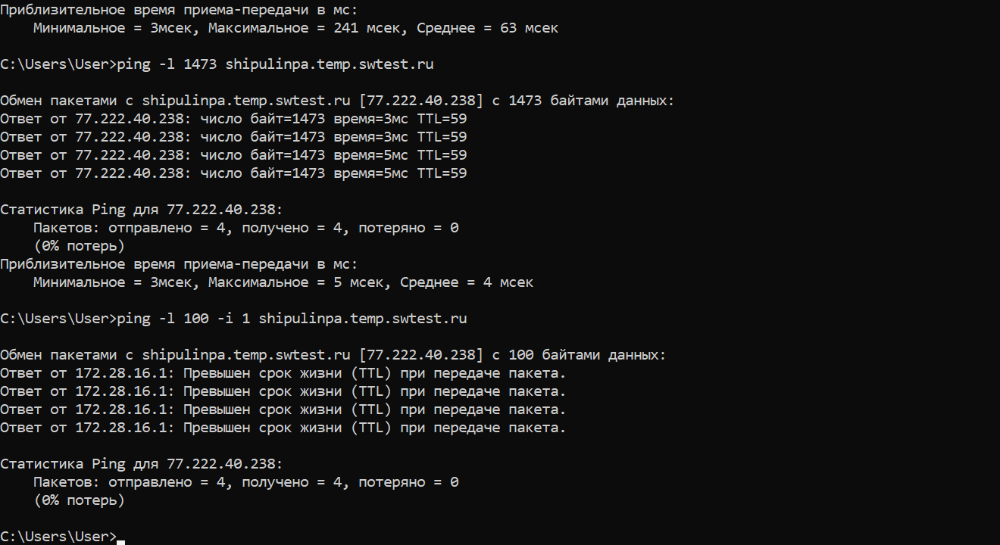 Приблизительное время приема-передачи в мс:
    Минимальное = 3мсек, Максимальное = 241 мсек, Среднее = 63 мсек

C:\Users\User>ping -l 1473 shipulinpa.temp.swtest.ru

Обмен пакетами с shipulinpa.temp.swtest.ru [77.222.40.238] с 1473 байтами данных:
Ответ от 77.222.40.238: число байт=1473 время=3мс TTL=59
Ответ от 77.222.40.238: число байт=1473 время=3мс TTL=59
Ответ от 77.222.40.238: число байт=1473 время=5мс TTL=59
Ответ от 77.222.40.238: число байт=1473 время=5мс TTL=59

Статистика Ping для 77.222.40.238:
    Пакетов: отправлено = 4, получено = 4, потеряно = 0
    (0% потерь)
Приблизительное время приема-передачи в мс:
    Минимальное = 3мсек, Максимальное = 5 мсек, Среднее = 4 мсек

C:\Users\User>ping -l 100 -i 1 shipulinpa.temp.swtest.ru

Обмен пакетами с shipulinpa.temp.swtest.ru [77.222.40.238] с 100 байтами данных:
Ответ от 172.28.16.1: Превышен срок жизни (TTL) при передаче пакета.
Ответ от 172.28.16.1: Превышен срок жизни (TTL) при передаче пакета.
Ответ от 172.28.16.1: Превышен срок жизни (TTL) при передаче пакета.
Ответ от 172.28.16.1: Превышен срок жизни (TTL) при передаче пакета.

Статистика Ping для 77.222.40.238:
    Пакетов: отправлено = 4, получено = 4, потеряно = 0
    (0% потерь)

C:\Users\User>